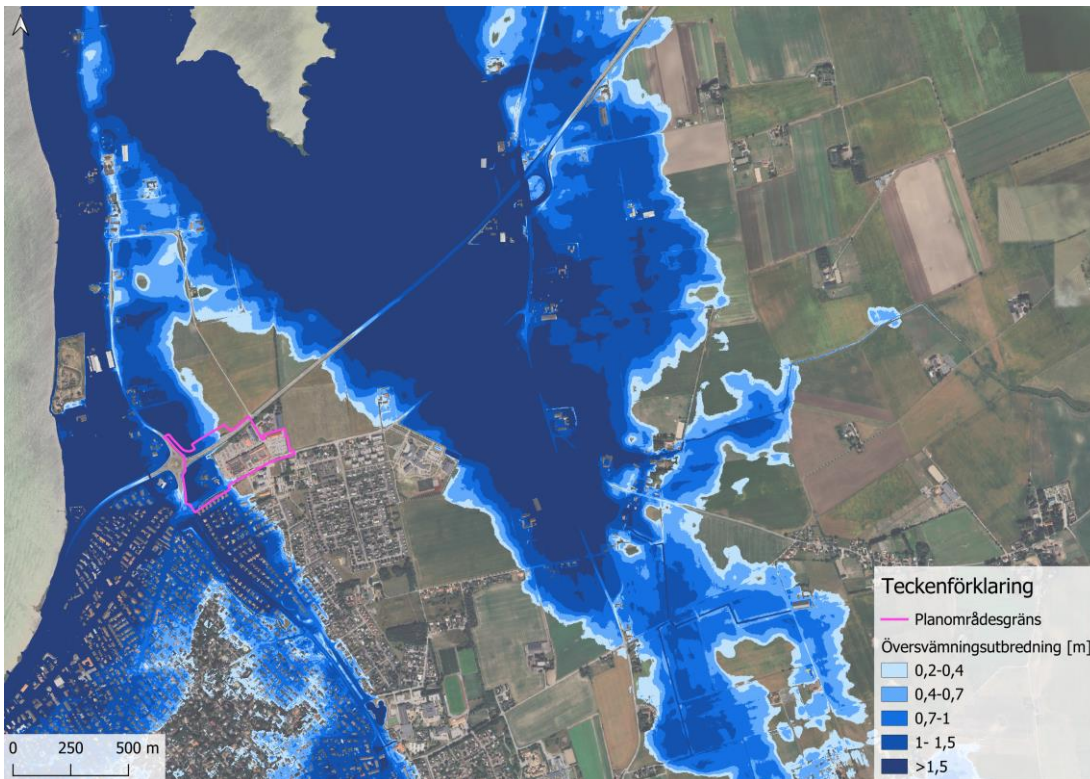 Teckenförklaring
Planområdesgräns
Översvämningsutbredning [m]
0,2-0,4
0,4-0,7
0,7-1
1- 1,5
>1,5
0 250 500 m